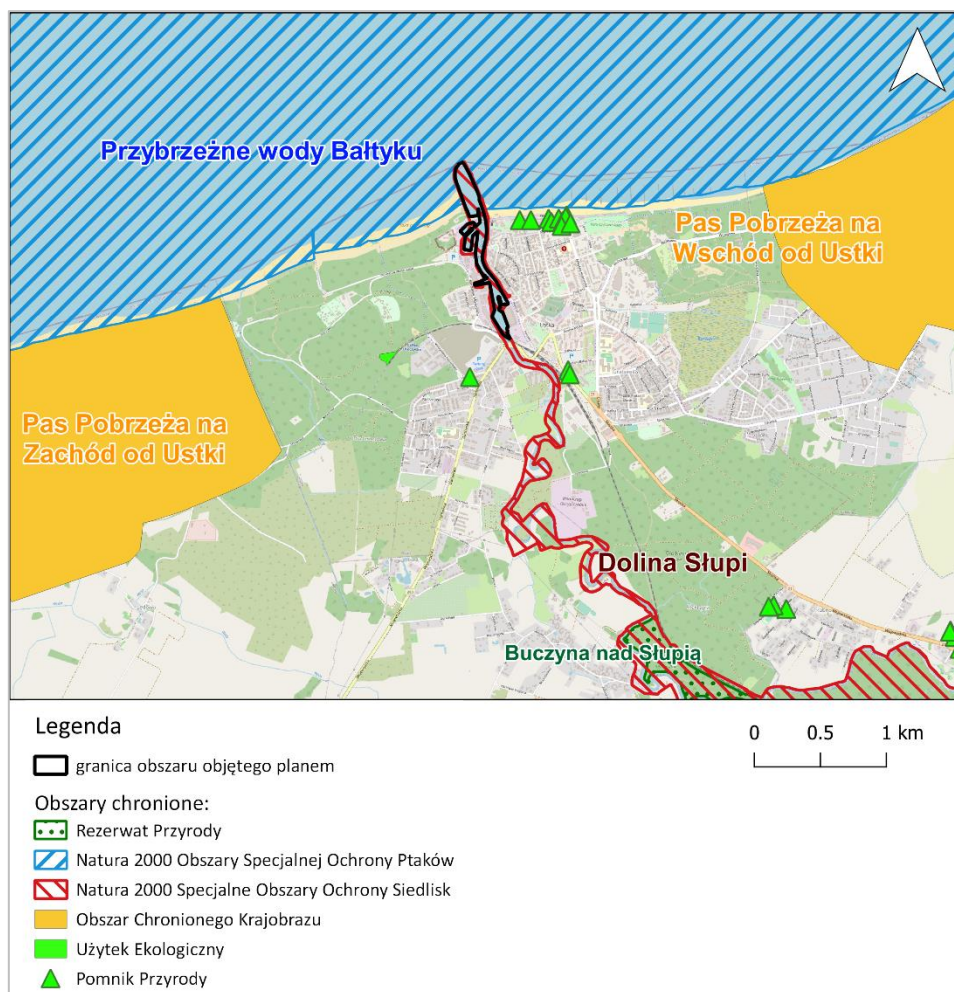 Przybrzeżne wody Bałtyku
Pas Pobrzeża na
Wschód od Ustki
Pas Pobrzeża na
Zachód od Ustki
Dolina Słupi
Buczyna nad Słupią
Legenda
granica obszaru objętego planem
0 0.5 1 km
Obszary chronione:
Rezerwat Przyrody
Natura 2000 Obszary Specjalnej Ochrony Ptaków
Natura 2000 Specjalne Obszary Ochrony Siedlisk
Obszar Chronionego Krajobrazu
Użytek Ekologiczny
Pomnik Przyrody